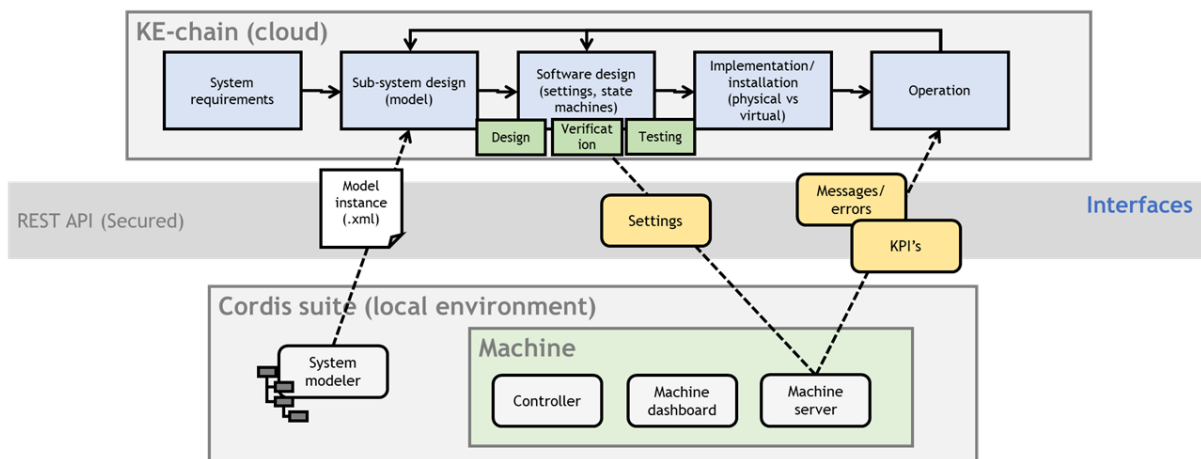 KE-chain (cloud)
System
requirements
Sub-system design
(model)
Software design
(settings, state
machines)
Implementation/
installation
(physical vs
virtual)
Operation
Design
Verificat
ion
Testing
Model
instance
(.xml)
REST API (Secured)
Settings
Messages/
errors
KPI's
Interfaces
Cordis suite (local environment)
System
modeler
Machine
Controller
Machine
dashboard
Machine
server